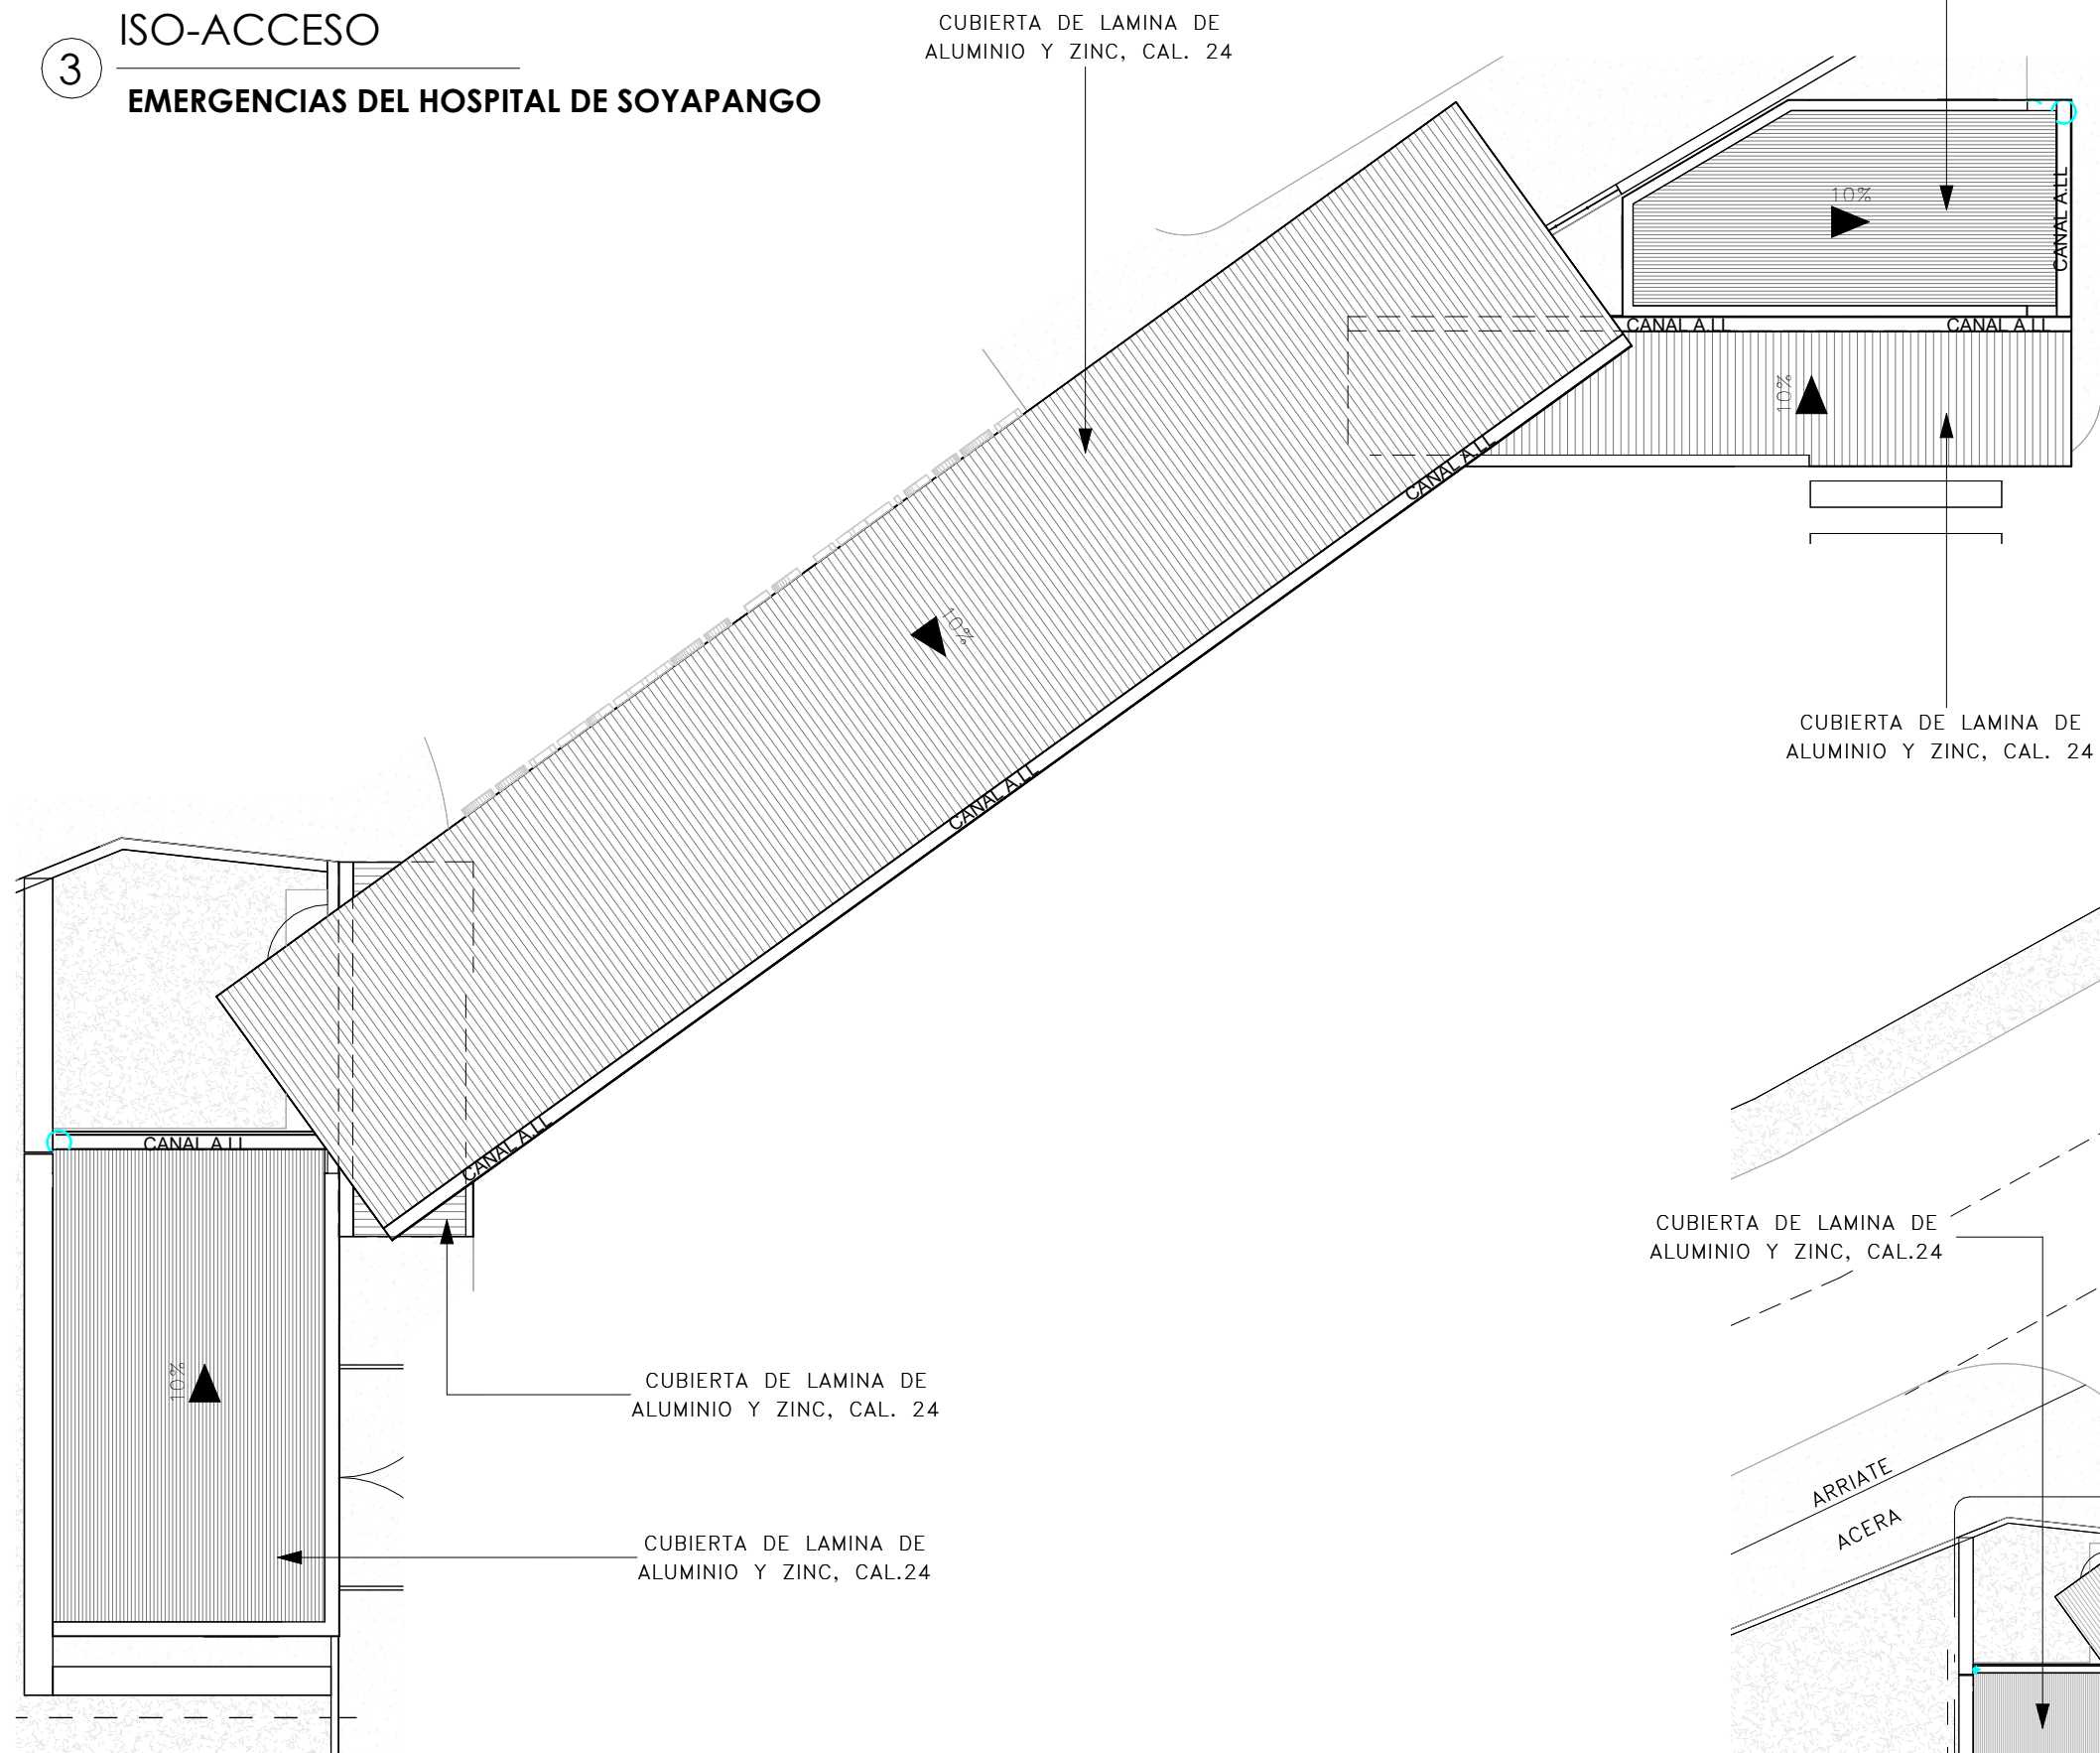 3
ISO-ACCESO
EMERGENCIAS DEL HOSPITAL DE SOYAPANGO
CUBIERTA DE LAMINA DE
ALUMINIO Y ZINC, CAL. 24
10%
CANAL A.LL
CANAL A.LL
CANAL A.LL
10%
CANAL A.LL
10%
CUBIERTA DE LAMINA DE
ALUMINIO Y ZINC, CAL. 24
CANAL A.LL
CANAL A.LL
CANAL A.LL
10%
CUBIERTA DE LAMINA DE
ALUMINIO Y ZINC, CAL. 24
CUBIERTA DE LAMINA DE
ALUMINIO Y ZINC, CAL.24
CUBIERTA DE LAMINA DE
ALUMINIO Y ZINC, CAL.24
ARRIATE
ACERA